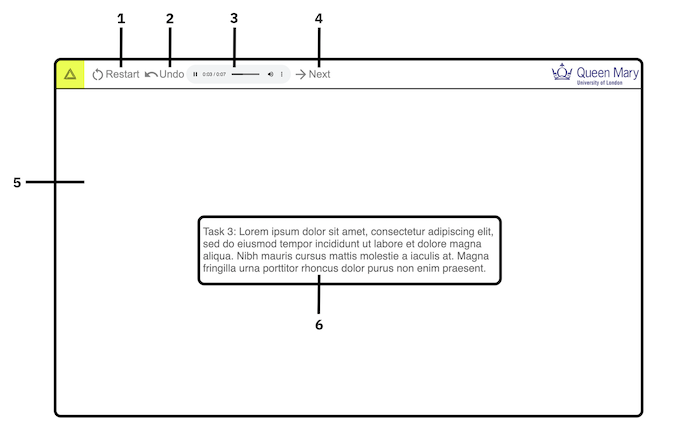 1 2 3 4
Restart Undo 0:03 / 0:07 Next Queen Mary
University of London
5
Task 3: Lorem ipsum dolor sit amet, consectetur adipiscing elit,
sed do eiusmod tempor incididunt ut labore et dolore magna
aliqua. Nibh mauris cursus mattis molestie a iaculis at. Magna
fringilla urna porttitor rhoncus dolor purus non enim praesent.
6